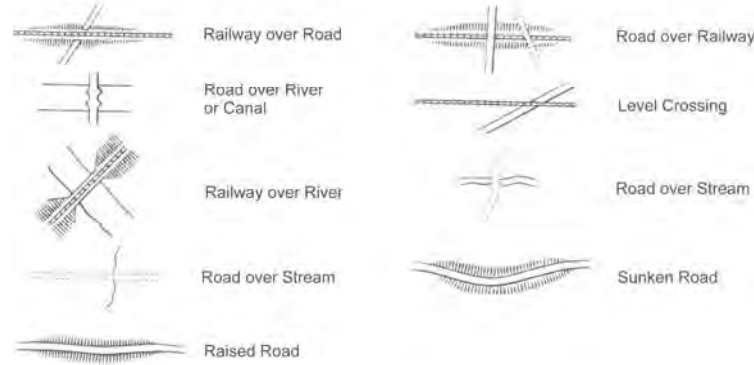 Railway over Road
Road over River
or Canal
Railway over River
Road over Stream
Raised Road
Road over Railway
Level Crossing
Road over Stream
Sunken Road